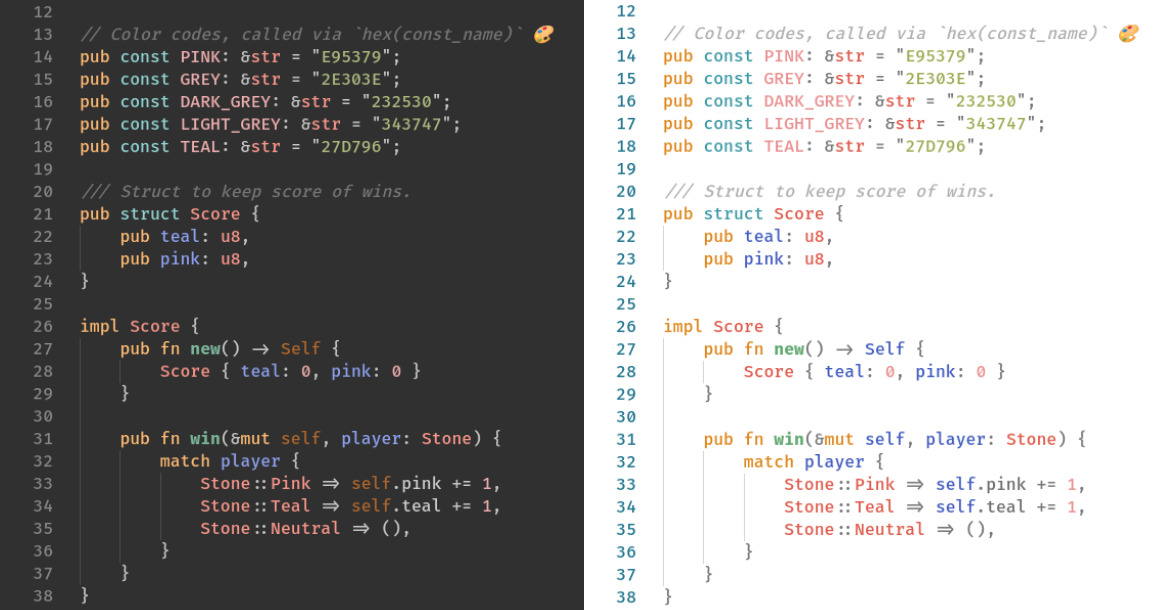 12
13 // Color codes, called via `hex(const_name)` 🎨
14 pub const PINK: &str = "E95379";
15 pub const GREY: &str = "2E303E";
16 pub const DARK_GREY: &str = "232530";
17 pub const LIGHT_GREY: &str = "343747";
18 pub const TEAL: &str = "27D796";
19
20 /// Struct to keep score of wins.
21 pub struct Score {
22     pub teal: u8,
23     pub pink: u8,
24 }
25
26 impl Score {
27     pub fn new() -> Self {
28         Score { teal: 0, pink: 0 }
29     }
30
31     pub fn win(&mut self, player: Stone) {
32         match player {
33             Stone::Pink => self.pink += 1,
34             Stone::Teal => self.teal += 1,
35             Stone::Neutral => (),
36         }
37     }
38 }
12
13 // Color codes, called via `hex(const_name)` 🎨
14 pub const PINK: &str = "E95379";
15 pub const GREY: &str = "2E303E";
16 pub const DARK_GREY: &str = "232530";
17 pub const LIGHT_GREY: &str = "343747";
18 pub const TEAL: &str = "27D796";
19
20 /// Struct to keep score of wins.
21 pub struct Score {
22     pub teal: u8,
23     pub pink: u8,
24 }
25
26 impl Score {
27     pub fn new() -> Self {
28         Score { teal: 0, pink: 0 }
29     }
30
31     pub fn win(&mut self, player: Stone) {
32         match player {
33             Stone::Pink => self.pink += 1,
34             Stone::Teal => self.teal += 1,
35             Stone::Neutral => (),
36         }
37     }
38 }